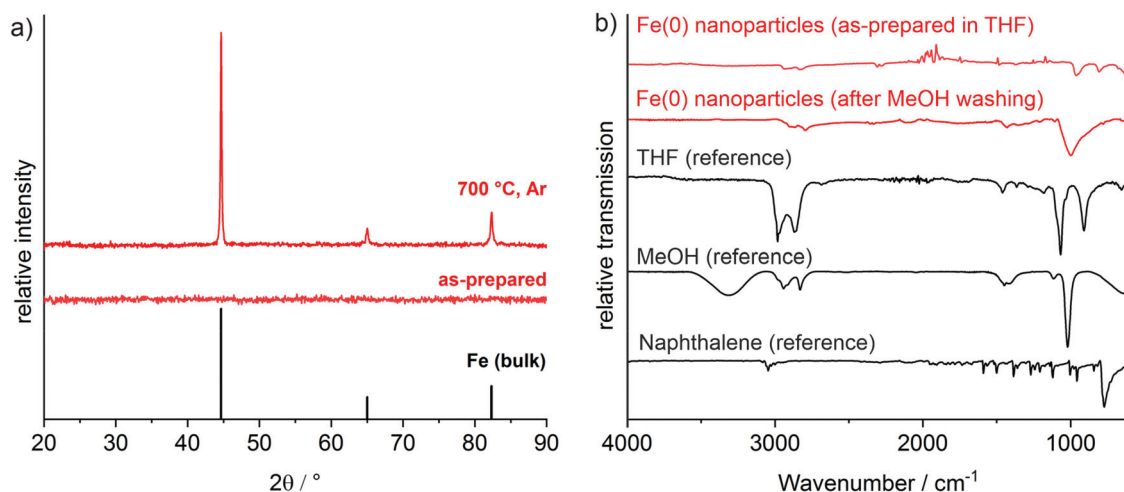 a)
relative intensity
700 °C, Ar
as-prepared
Fe (bulk)
20 30 40 50 60 70 80 90
2θ / °
b)
relative transmission
Fe(0) nanoparticles (as-prepared in THF)
Fe(0) nanoparticles (after MeOH washing)
THF (reference)
MeOH (reference)
Naphthalene (reference)
4000 3000 2000 1000
Wavenumber / cm⁻¹